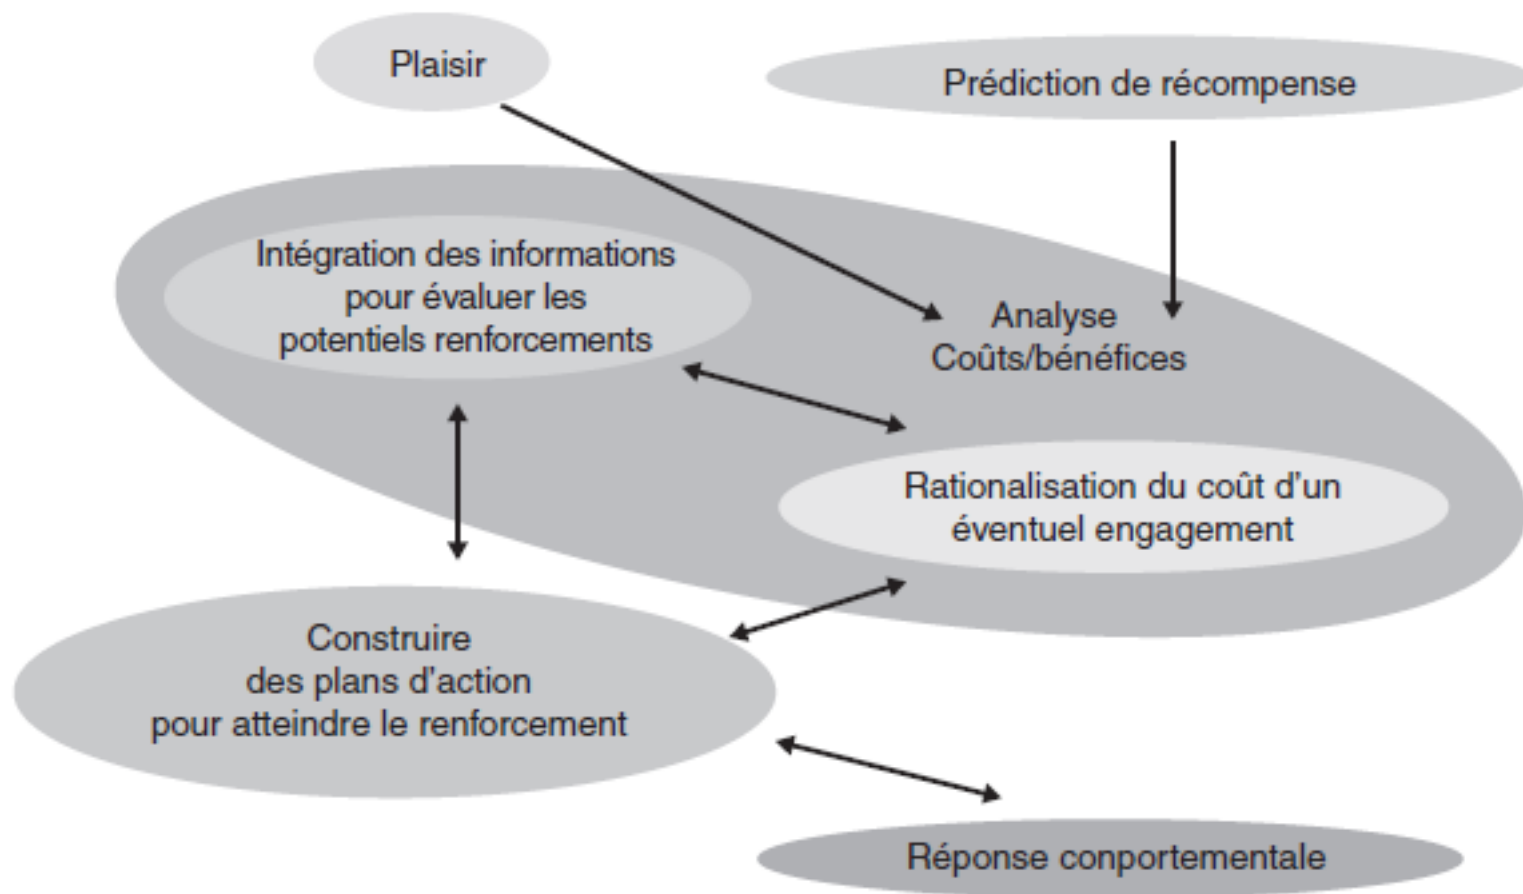 Plaisir
Prédiction de récompense
Intégration des informations
pour évaluer les
potentiels renforcements
Analyse
Coûts/bénéfices
Rationalisation du coût d'un
éventuel engagement
Construire
des plans d'action
pour atteindre le renforcement
Réponse conportementale